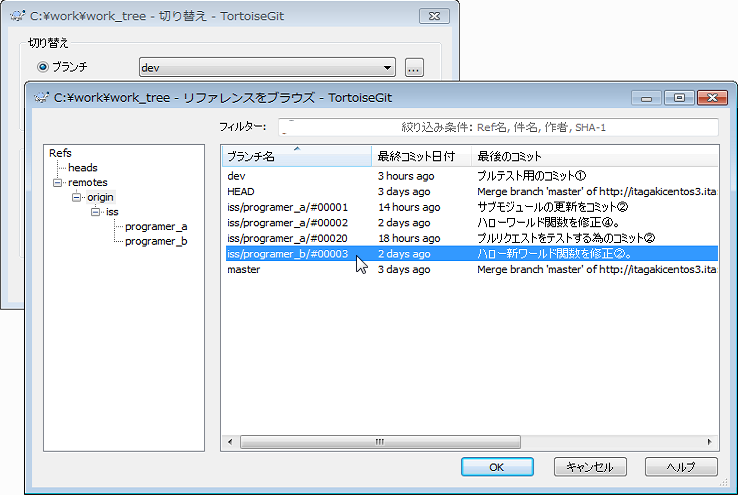 C:¥work¥work_tree - 切り替え - TortoiseGit
切り替え
ブランチ
dev
...
C:¥work¥work_tree - リファレンスをブラウズ - TortoiseGit
フィルター:
絞り込み条件: Ref名, 件名, 作者, SHA-1
Refs
heads
remotes
origin
iss
programer_a
programer_b
ブランチ名 最終コミット日付 最後のコミット
dev 3 hours ago プルテスト用のコミット①
HEAD 3 days ago Merge branch 'master' of http://itagakicentos3.ita
iss/programer_a/#00001 14 hours ago サブモジュールの更新をコミット②
iss/programer_a/#00002 2 days ago ハローワールド関数を修正④。
iss/programer_a/#00020 18 hours ago プルリクエストをテストする為のコミット②
iss/programer_b/#00003 2 days ago ハロー新ワールド関数を修正②。
master 3 days ago Merge branch 'master' of http://itagakicentos3.ita
OK キャンセル ヘルプ